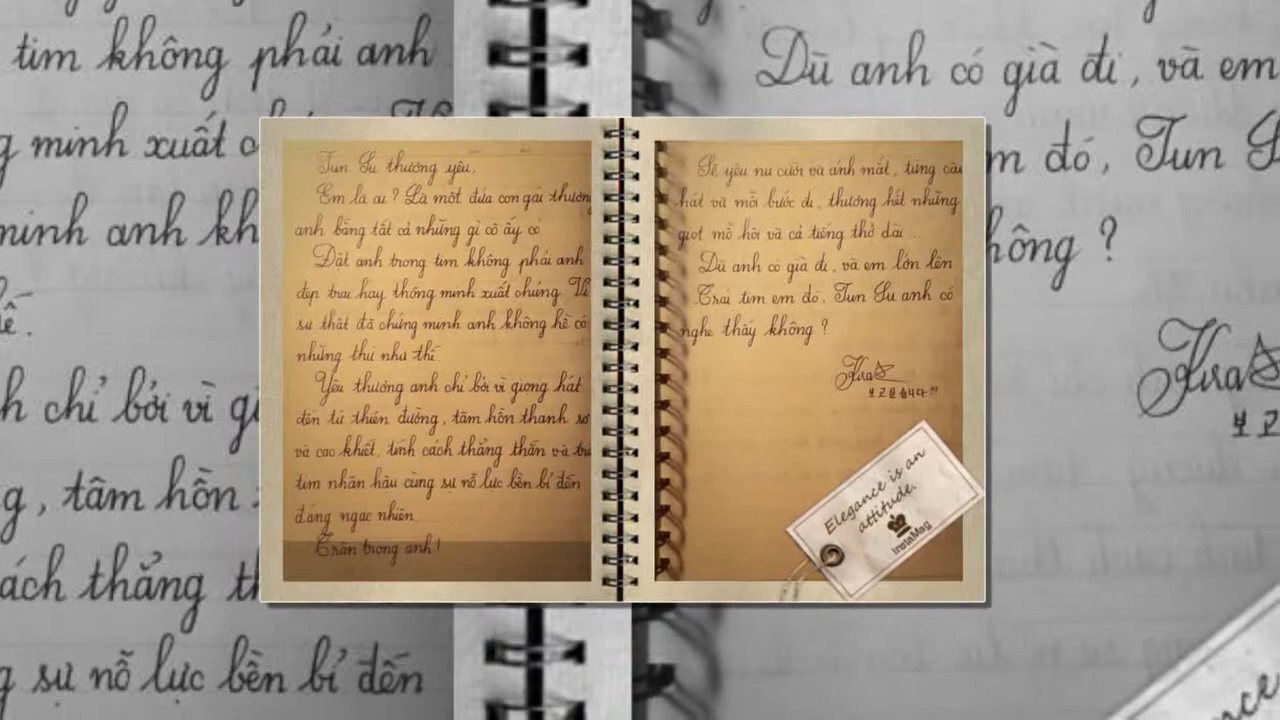 Jun Su thương yêu,
Em là ai ? Là một đứa con gái thương
anh bằng tất cả những gì cô ấy có
Đặt anh trong tim không phải anh
đẹp trai hay thông minh xuất chúng. Vì
sự thật đã chứng minh anh không hề có
những thứ như thế.
Yêu thương anh chỉ bởi vì giọng hát
đến từ thiên đường, tâm hồn thanh
và cao khiết, tính cách thẳng thắn và
tim nhân hậu cùng sự nỗ lực bền bỉ đến
đáng ngạc nhiên.
Trân trọng anh !
Sẽ yêu nụ cười và ánh mắt, từng câu
hát và mỗi bước đi, thương hết những
giọt mồ hôi và cả tiếng thở dài ...
Dù anh có già đi, và em lớn lên
Trái tim em đó, Jun Su anh có
nghe thấy không ?
보고싶습니다!!!
Elegance is an
attitude.
InstaMag
tim không phải anh
minh xuất
minh anh
chỉ bởi vì
, tâm hồn
ách thẳng
sự nỗ lực bền bỉ đến
Dù anh có già đi, và em
đó, Jun
hông ?
보고